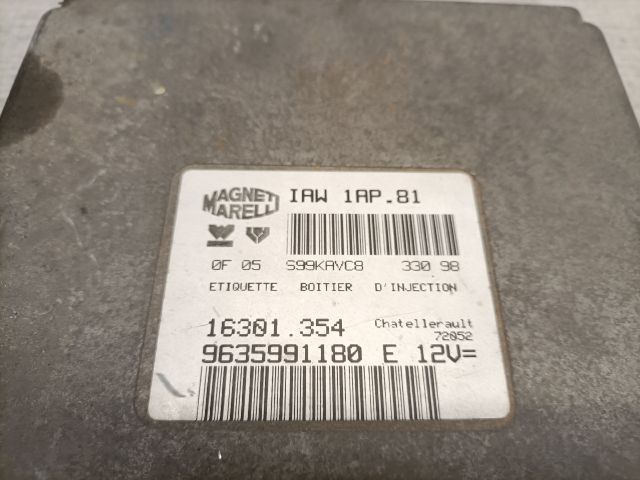 MAGNETI
MARELLI
IAW 1AP.81
0F 05 S99KAVC8 330 98
ETIQUETTE BOITIER D'INJECTION
16301.354 Chatellerault
72052
9635991180 E 12V=